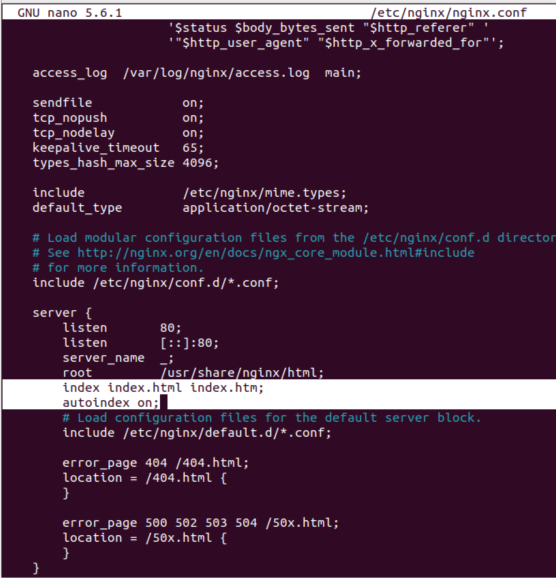 GNU nano 5.6.1 /etc/nginx/nginx.conf
'$status $body_bytes_sent "$http_referer" '
'"$http_user_agent" "$http_x_forwarded_for"';
access_log /var/log/nginx/access.log main;
sendfile on;
tcp_nopush on;
tcp_nodelay on;
keepalive_timeout 65;
types_hash_max_size 4096;
include /etc/nginx/mime.types;
default_type application/octet-stream;
# Load modular configuration files from the /etc/nginx/conf.d director
# See http://nginx.org/en/docs/ngx_core_module.html#include
# for more information.
include /etc/nginx/conf.d/*.conf;
server {
listen 80;
listen [::]:80;
server_name _;
root /usr/share/nginx/html;
index index.html index.htm;
autoindex on;
# Load configuration files for the default server block.
include /etc/nginx/default.d/*.conf;
error_page 404 /404.html;
location = /404.html {
}
error_page 500 502 503 504 /50x.html;
location = /50x.html {
}
}